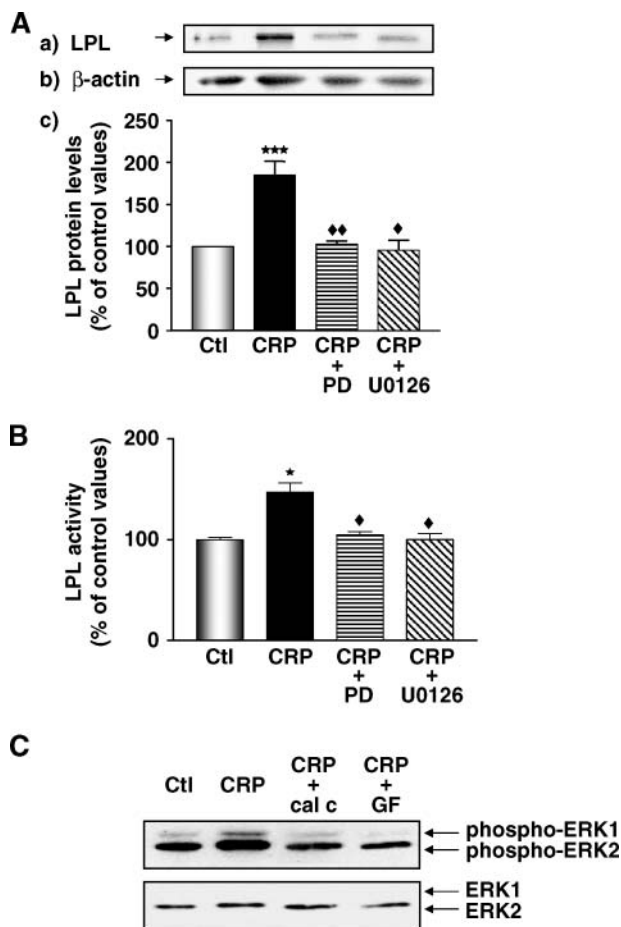 A
a) LPL
b) β-actin
c)
LPL protein levels
(% of control values)
250
200
150
100
50
0
★★★
♦♦
♦
Ctl
CRP
CRP
+
PD
CRP
+
U0126
B
LPL activity
(% of control values)
200
100
0
★
♦
♦
Ctl
CRP
CRP
+
PD
CRP
+
U0126
C
Ctl
CRP
CRP
+
cal c
CRP
+
GF
phospho-ERK1
phospho-ERK2
ERK1
ERK2